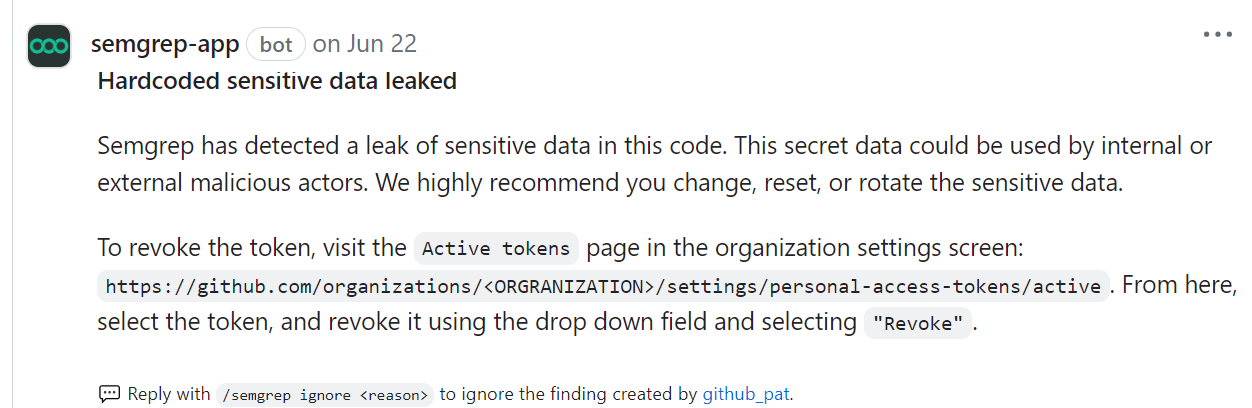 semgrep-app bot on Jun 22
Hardcoded sensitive data leaked
Semgrep has detected a leak of sensitive data in this code. This secret data could be used by internal or
external malicious actors. We highly recommend you change, reset, or rotate the sensitive data.
To revoke the token, visit the Active tokens page in the organization settings screen:
https://github.com/organizations/<ORGRANIZATION>/settings/personal-access-tokens/active. From here,
select the token, and revoke it using the drop down field and selecting "Revoke".
Reply with /semgrep ignore <reason> to ignore the finding created by github_pat.